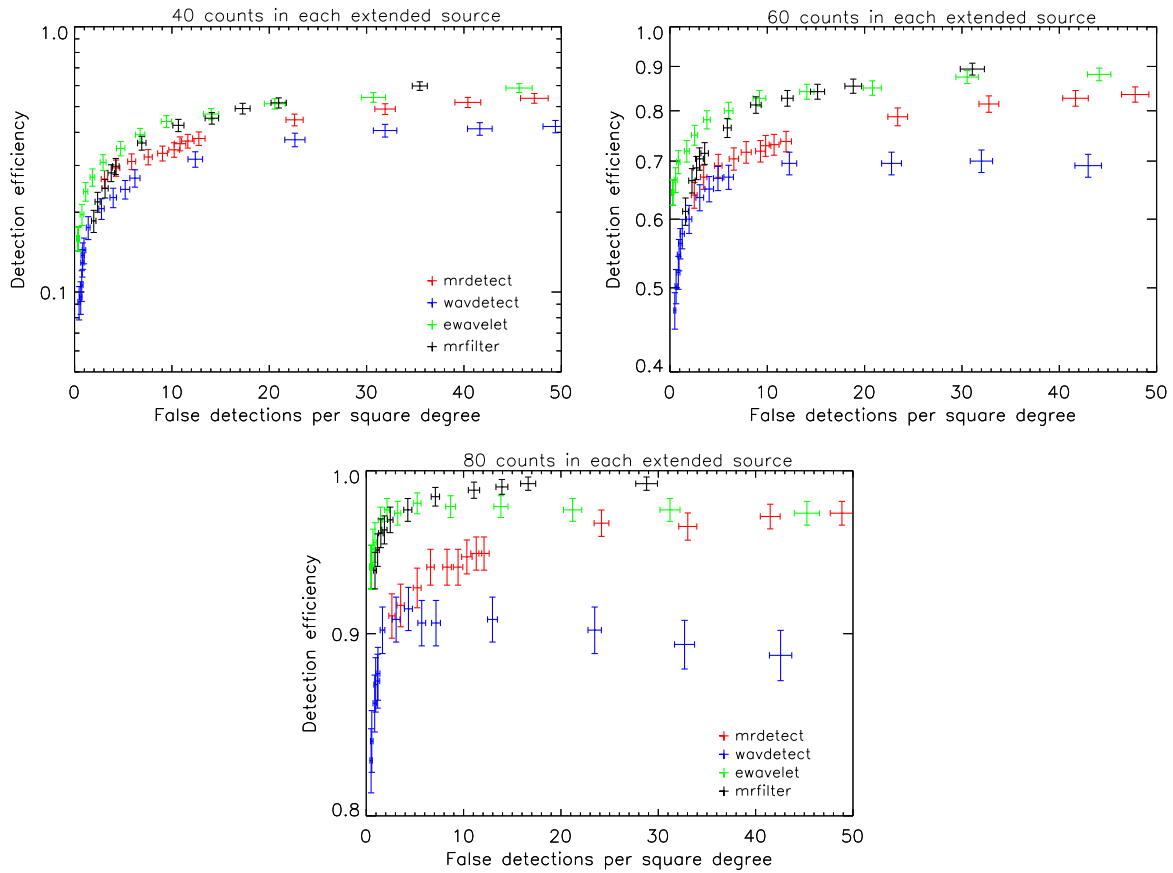 40 counts in each extended source
1.0
0.1
Detection efficiency
mrdetect
wavdetect
ewavelet
mrfilter
0 10 20 30 40 50
False detections per square degree
60 counts in each extended source
1.0
0.9
0.8
0.7
0.6
0.5
0.4
Detection efficiency
0 10 20 30 40 50
False detections per square degree
80 counts in each extended source
1.0
0.9
0.8
Detection efficiency
mrdetect
wavdetect
ewavelet
mrfilter
0 10 20 30 40 50
False detections per square degree